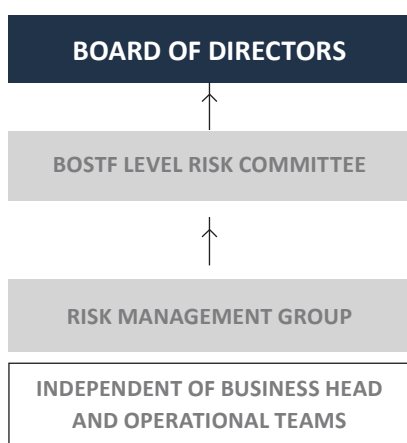 BOARD OF DIRECTORS
BOSTF LEVEL RISK COMMITTEE
RISK MANAGEMENT GROUP
INDEPENDENT OF BUSINESS HEAD
AND OPERATIONAL TEAMS